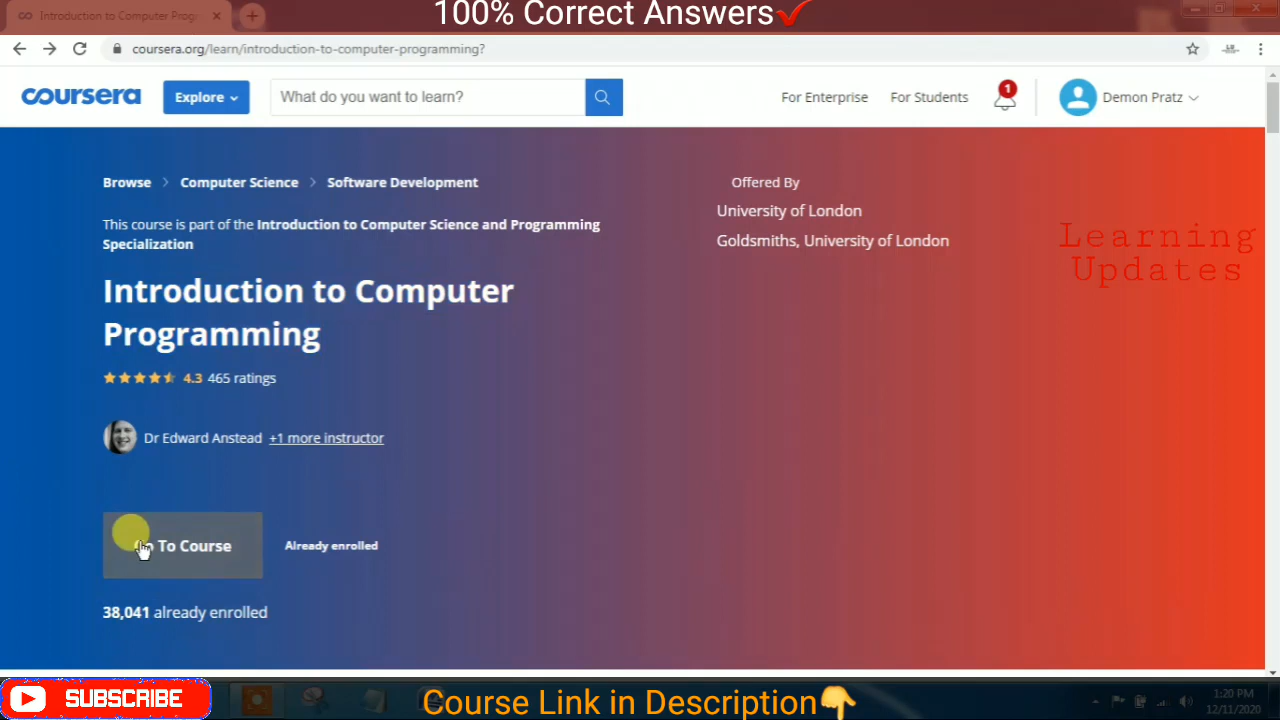 100% Correct Answers✓
Introduction to Computer Prog
coursera.org/learn/introduction-to-computer-programming?
coursera
Explore
What do you want to learn?
For Enterprise
For Students
1
Demon Pratz
Browse > Computer Science > Software Development
This course is part of the Introduction to Computer Science and Programming
Specialization
Offered By
University of London
Goldsmiths, University of London
Learning
Updates
Introduction to Computer
Programming
4.3 465 ratings
Dr Edward Anstead +1 more instructor
To Course
Already enrolled
38,041 already enrolled
SUBSCRIBE
Course Link in Description👇
1:20 PM
12/11/2020